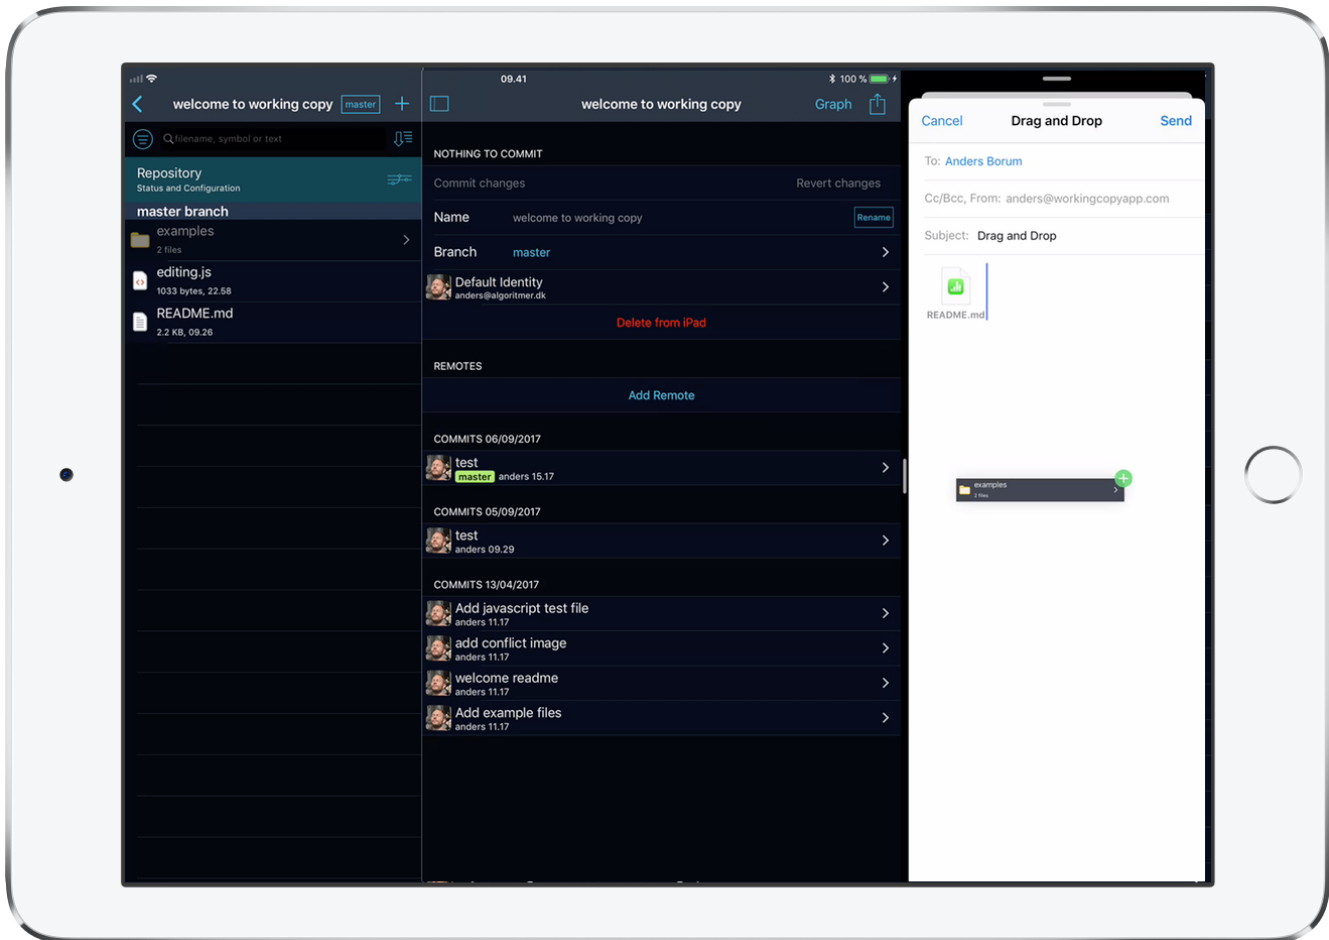 welcome to working copy master
filename, symbol or text
Repository
Status and Configuration
master branch
examples
2 files
editing.js
1033 bytes, 22.58
README.md
2.2 KB, 09.26
09.41
100 %
welcome to working copy
Graph
NOTHING TO COMMIT
Commit changes
Revert changes
Name welcome to working copy Rename
Branch master
Default Identity
anders@algoritmer.dk
Delete from iPad
REMOTES
Add Remote
COMMITS 06/09/2017
test
master anders 15.17
COMMITS 05/09/2017
test
anders 09.29
COMMITS 13/04/2017
Add javascript test file
anders 11.17
add conflict image
anders 11.17
welcome readme
anders 11.17
Add example files
anders 11.17
Cancel Drag and Drop Send
To: Anders Borum
Cc/Bcc, From: anders@workingcopyapp.com
Subject: Drag and Drop
README.md
examples
2 files